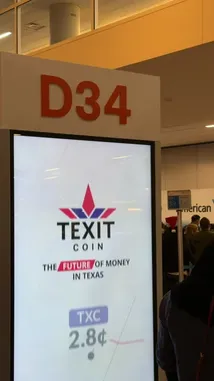 D34
TEXIT
COIN
THE FUTURE OF MONEY
IN TEXAS
TXC
2.8¢